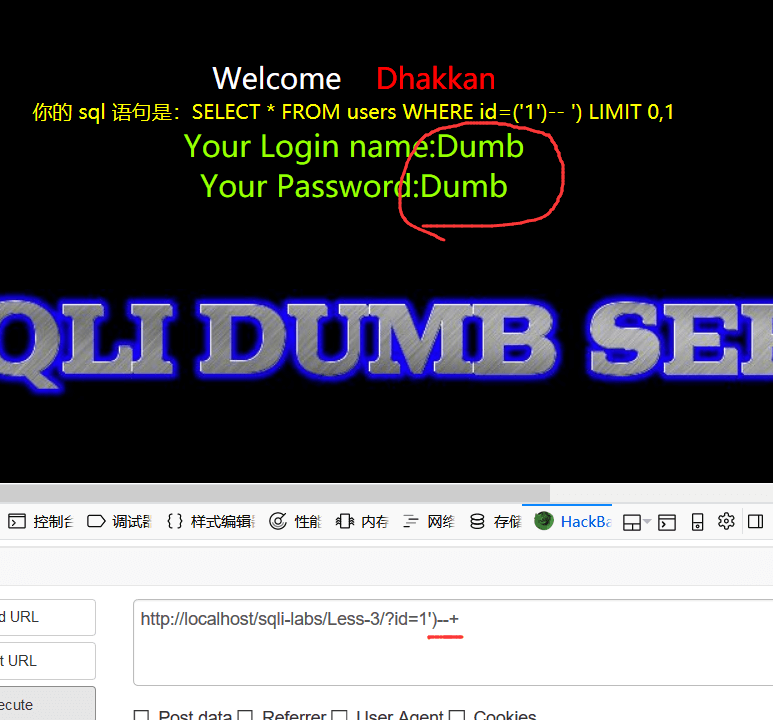 Welcome Dhakkan
你的 sql 语句是：SELECT * FROM users WHERE id=('1')-- ') LIMIT 0,1
Your Login name:Dumb
Your Password:Dumb
QLI DUMB SE
控制台 调试器 {} 样式编辑 性能 内存 网络 存储 HackBa
d URL
http://localhost/sqli-labs/Less-3/?id=1')--+
t URL
ecute
Post data Referrer User Agent Cookies